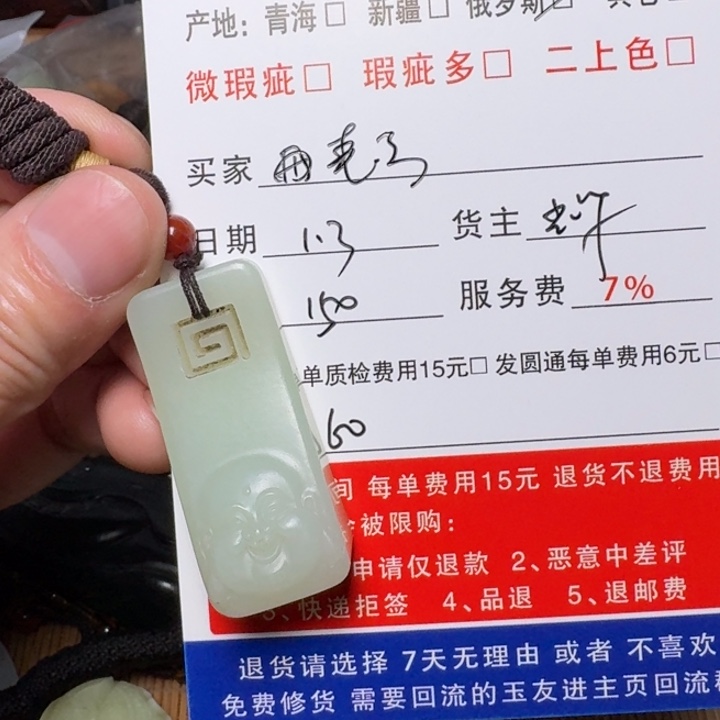 产地：青海□ 新疆□ 俄罗斯☑
微瑕疵□ 瑕疵多□ 二上色□
买家
日期 1.3 货主
150 服务费 7%
单质检费用15元□ 发圆通每单费用6元□
160
间 每单费用15元 退货不退费用
被限购：
申请仅退款 2、恶意中差评
3、快递拒签 4、品退 5、退邮费
退货请选择 7天无理由 或者 不喜欢
免费修货 需要回流的玉友进主页回流